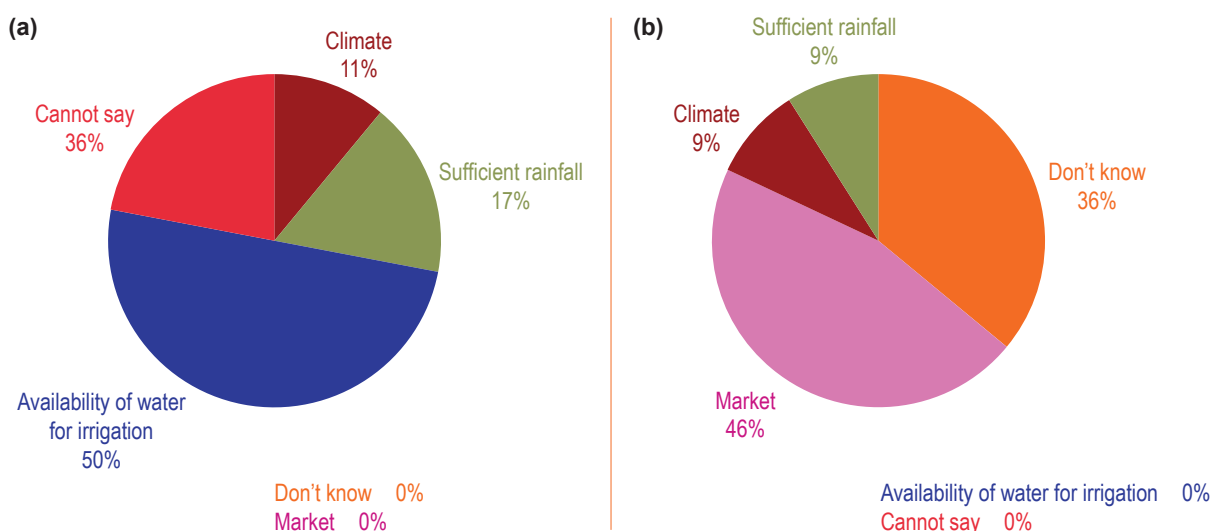 (a)
Climate
11%
Cannot say
36%
Sufficient rainfall
17%
Availability of water
for irrigation
50%
Don't know 0%
Market 0%
(b)
Sufficient rainfall
9%
Climate
9%
Don't know
36%
Market
46%
Availability of water for irrigation 0%
Cannot say 0%